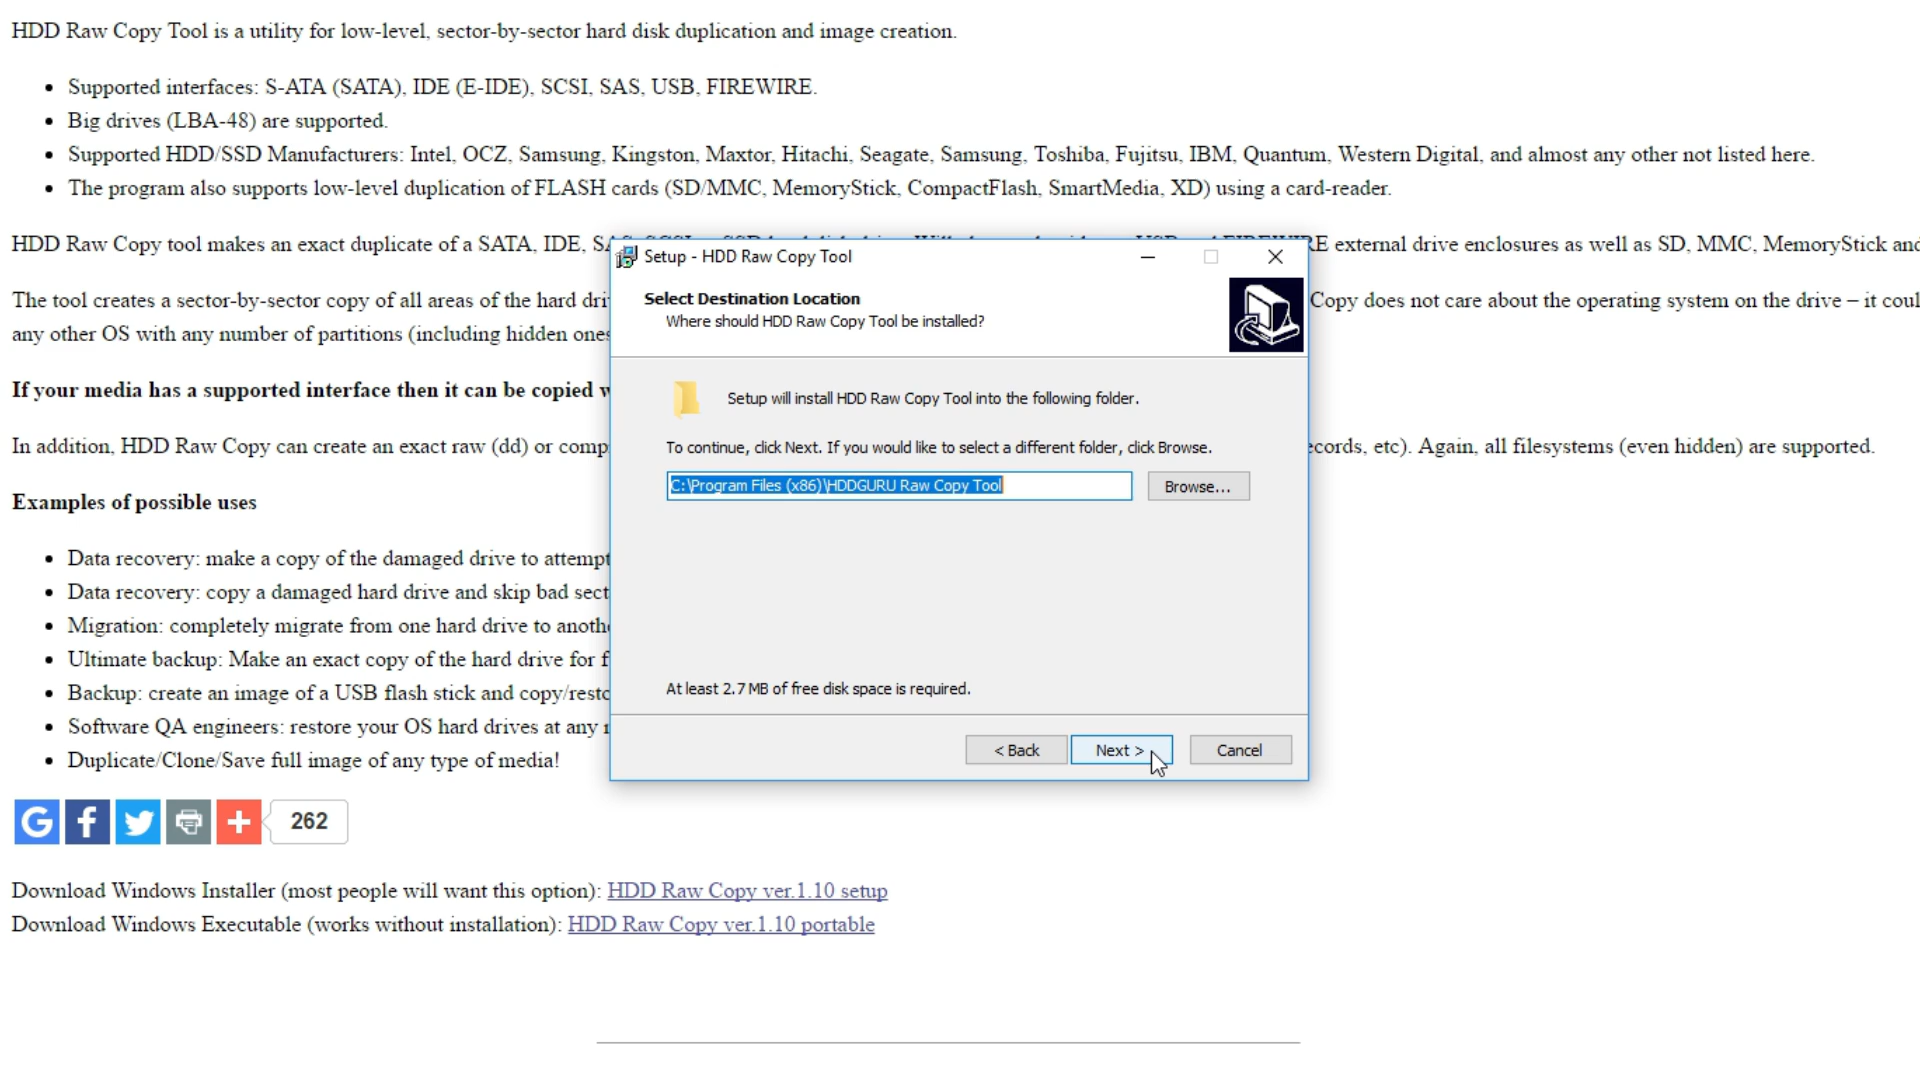 HDD Raw Copy Tool is a utility for low-level, sector-by-sector hard disk duplication and image creation.
Supported interfaces: S-ATA (SATA), IDE (E-IDE), SCSI, SAS, USB, FIREWIRE.
Big drives (LBA-48) are supported.
Supported HDD/SSD Manufacturers: Intel, OCZ, Samsung, Kingston, Maxtor, Hitachi, Seagate, Samsung, Toshiba, Fujitsu, IBM, Quantum, Western Digital, and almost any other not listed here.
The program also supports low-level duplication of FLASH cards (SD/MMC, MemoryStick, CompactFlash, SmartMedia, XD) using a card-reader.
HDD Raw Copy tool makes an exact duplicate of a SATA, IDE, external drive enclosures as well as SD, MMC, MemoryStick and
The tool creates a sector-by-sector copy of all areas of the hard Copy does not care about the operating system on the drive – it
any other OS with any number of partitions (including hidden
If your media has a supported interface then it can be copied
In addition, HDD Raw Copy can create an exact raw (dd) or etc). Again, all filesystems (even hidden) are supported.
Examples of possible uses
Data recovery: make a copy of the damaged drive to attempt
Data recovery: copy a damaged hard drive and skip bad
Migration: completely migrate from one hard drive to
Ultimate backup: Make an exact copy of the hard drive for
Backup: create an image of a USB flash stick and
Software QA engineers: restore your OS hard drives at any
Duplicate/Clone/Save full image of any type of media!
262
Download Windows Installer (most people will want this option): HDD Raw Copy ver.1.10 setup
Download Windows Executable (works without installation): HDD Raw Copy ver.1.10 portable
Setup - HDD Raw Copy Tool
Select Destination Location
Where should HDD Raw Copy Tool be installed?
Setup will install HDD Raw Copy Tool into the following folder.
To continue, click Next. If you would like to select a different folder, click Browse.
C:\Program Files (x86)\HDDGURU Raw Copy Tool
Browse...
At least 2.7 MB of free disk space is required.
< Back
Next >
Cancel